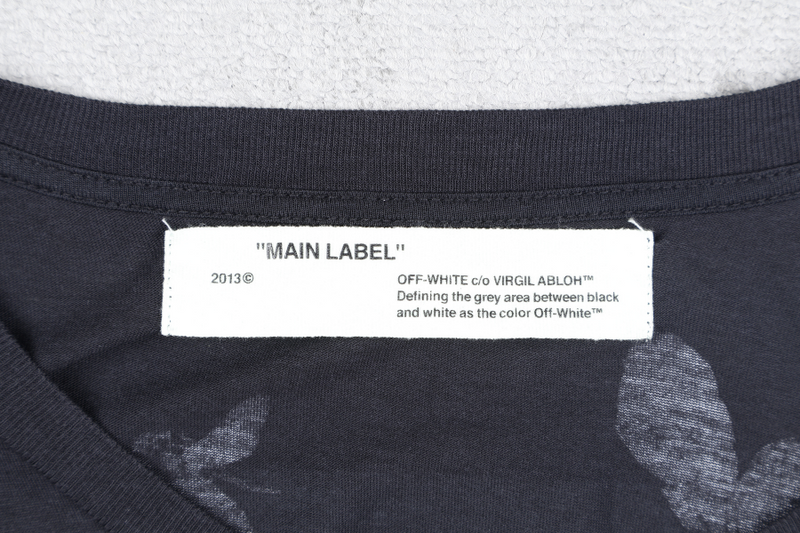 "MAIN LABEL"
2013©
OFF-WHITE c/o VIRGIL ABLOH™
Defining the grey area between black
and white as the color Off-White™